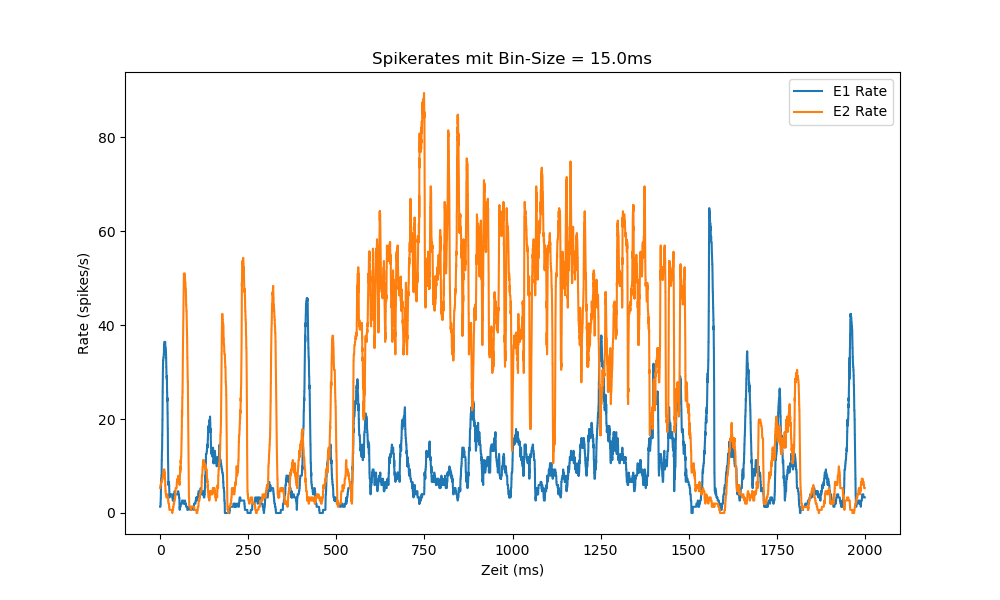 Spikerates mit Bin-Size = 15.0ms
E1 Rate
E2 Rate
Rate (spikes/s)
80
60
40
20
0
0 250 500 750 1000 1250 1500 1750 2000
Zeit (ms)